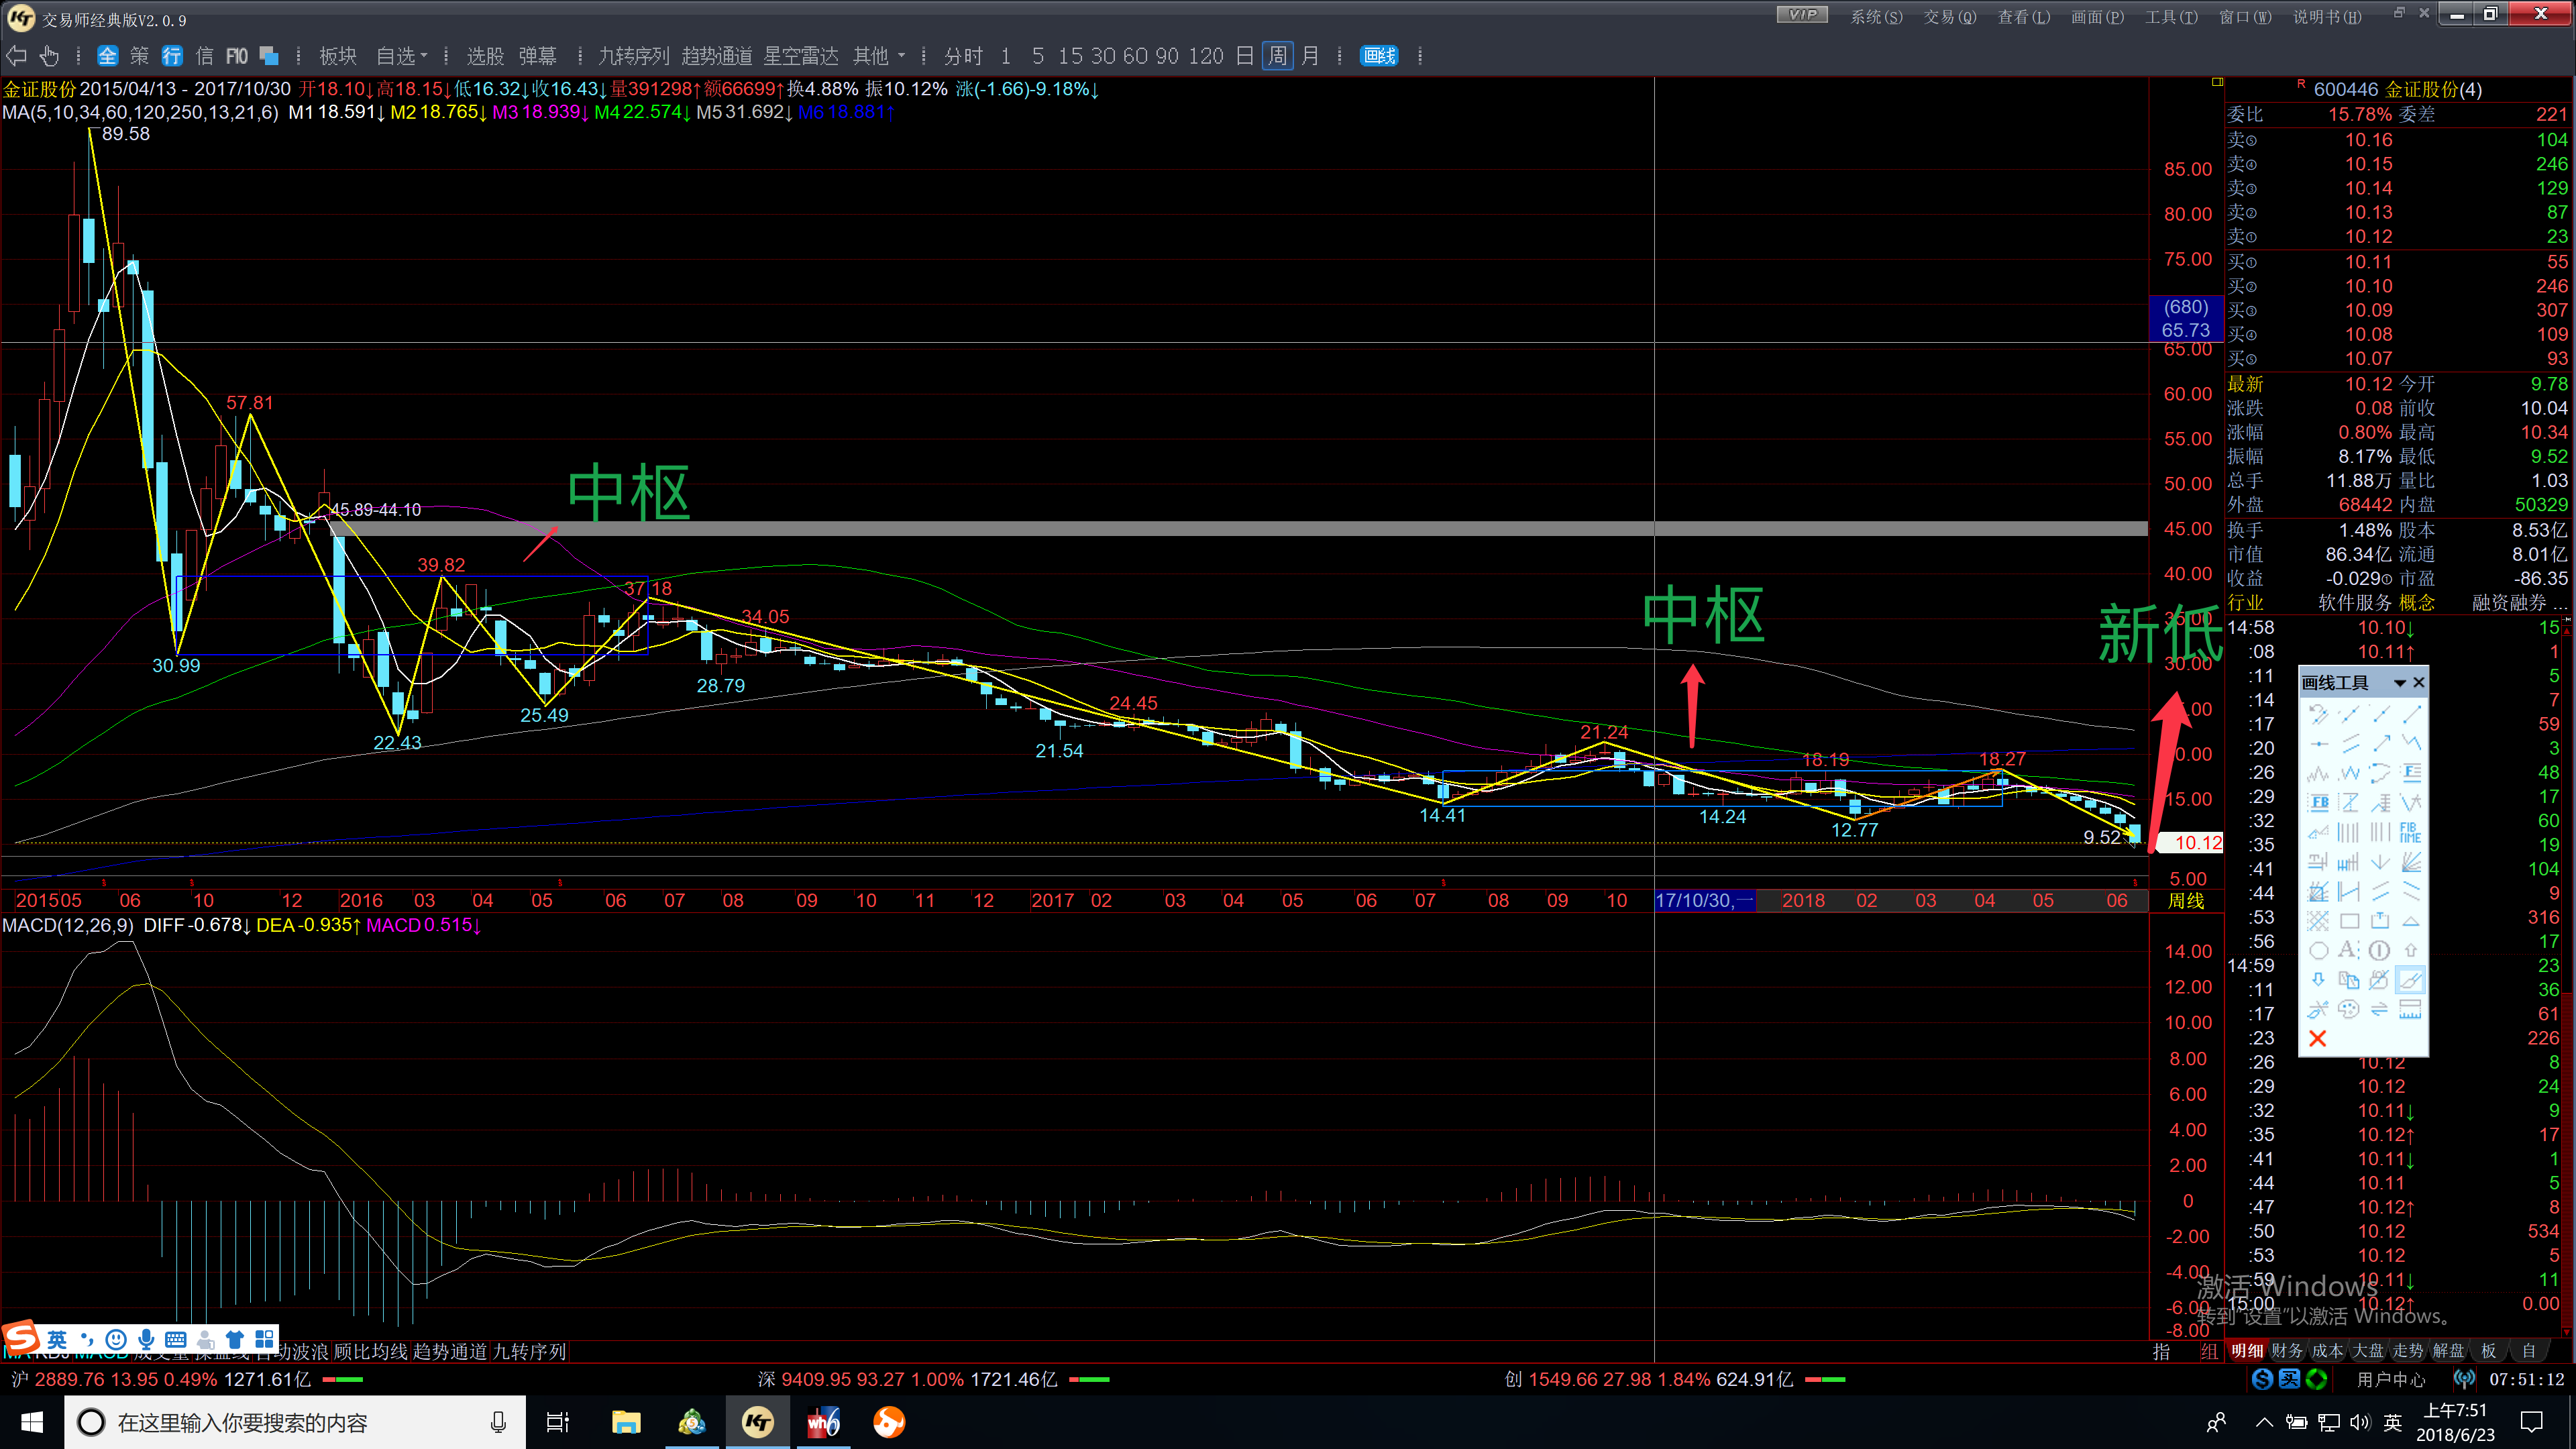 交易师经典版V2.0.9
VIP 系统(S) 交易(Q) 查看(L) 画面(P) 工具(T) 窗口(W) 说明书(H)
全 策 行 信 F10 板块 自选 选股 弹幕 九转序列 趋势通道 星空雷达 其他 分时 1 5 15 30 60 90 120 日 周 月 画线
金证股份 2015/04/13 - 2017/10/30 开18.10↓高18.15↓低16.32↓收16.43↓量391298↑额66699↑换4.88% 振10.12% 涨(-1.66)-9.18%↓
MA(5,10,34,60,120,250,13,21,6) M1 18.591↓ M2 18.765↓ M3 18.939↓ M4 22.574↓ M5 31.692↓ M6 18.881↑
89.58
57.81
45.89-44.10
中枢
39.82
37.18
34.05
30.99
28.79
25.49
22.43
24.45
21.54
中枢
21.24
18.19
18.27
14.41
14.24
12.77
9.52
新低
85.00
80.00
75.00
(680)
65.73
65.00
60.00
55.00
50.00
45.00
40.00
35.00
30.00
15.00
10.12
5.00
2015 05 06 10 12 2016 03 04 05 06 07 08 09 10 11 12 2017 02 03 04 05 06 07 08 09 10 17/10/30,一 2018 02 03 04 05 06 周线
MACD(12,26,9) DIFF-0.678↓ DEA-0.935↑ MACD 0.515↓
14.00
12.00
10.00
8.00
6.00
4.00
2.00
0
-2.00
-4.00
-6.00
-8.00
R 600446 金证股份(4)
委比 15.78% 委差 221
卖⑤ 10.16 104
卖④ 10.15 246
卖③ 10.14 129
卖② 10.13 87
卖① 10.12 23
买① 10.11 55
买② 10.10 246
买③ 10.09 307
买④ 10.08 109
买⑤ 10.07 93
最新 10.12 今开 9.78
涨跌 0.08 前收 10.04
涨幅 0.80% 最高 10.34
振幅 8.17% 最低 9.52
总手 11.88万 量比 1.03
外盘 68442 内盘 50329
换手 1.48% 股本 8.53亿
市值 86.34亿 流通 8.01亿
收益 -0.029① 市盈 -86.35
行业 软件服务 概念 融资融券 ...
14:58 10.10↓ 15
:08 10.11↑ 1
:11 5
:14 7
:17 59
:20 3
:26 48
:29 17
:32 60
:35 19
:41 104
:44 9
:53 316
:56 17
14:59 23
:11 36
:17 61
:23 226
:26 10.12 8
:29 10.12 24
:32 10.11↓ 9
:35 10.12↑ 17
:41 10.11↓ 1
:44 10.11 5
:47 10.12↑ 8
:50 10.12 534
:53 10.12 5
:59 10.11↓ 11
15:00 10.12↑ 0.00
画线工具
FB
FIB
TIME
激活 Windows
转到"设置"以激活 Windows。
英
自动波浪 顾比均线 趋势通道 九转序列
指 组 明细 财务 成本 大盘 走势 解盘 板 自
沪 2889.76 13.95 0.49% 1271.61亿 深 9409.95 93.27 1.00% 1721.46亿 创 1549.66 27.98 1.84% 624.91亿
用户中心 07:51:12
在这里输入你要搜索的内容
KT wh6
英 上午7:51
2018/6/23